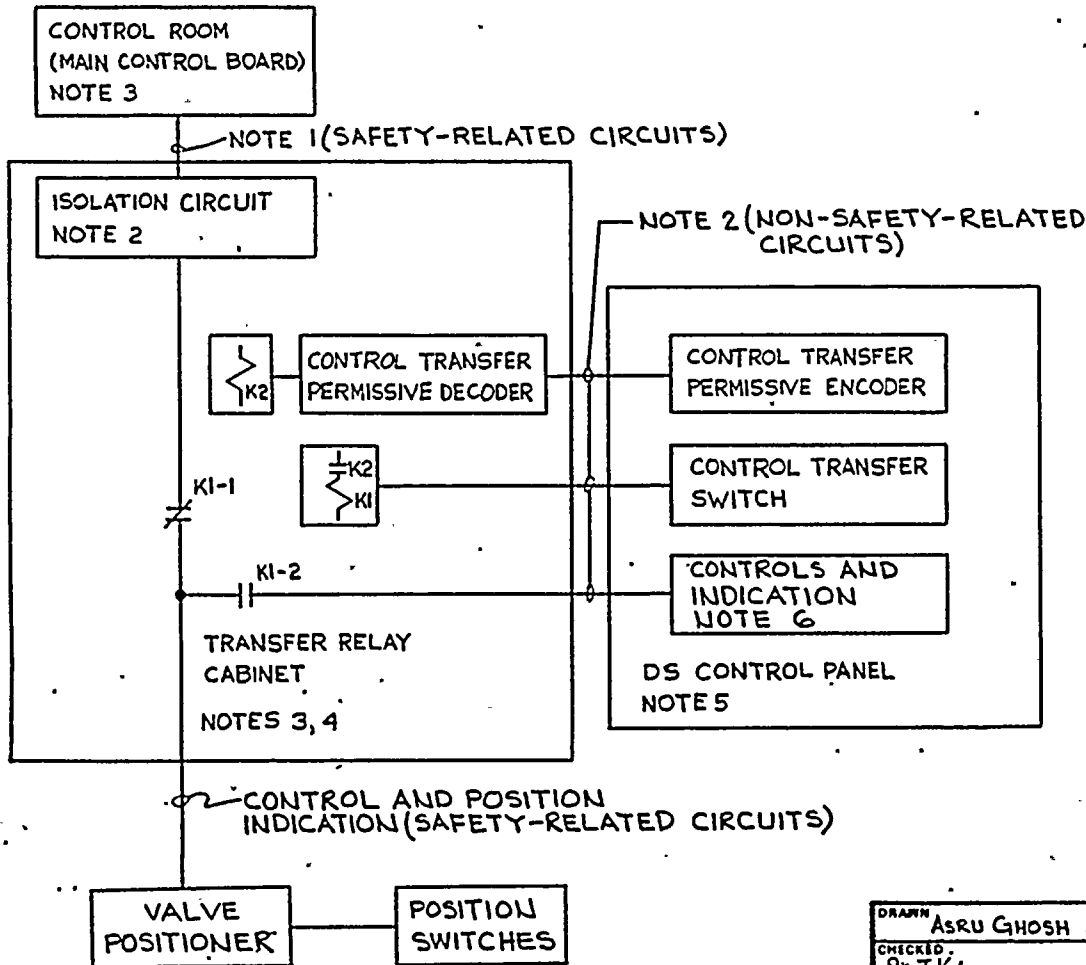 CONTROL ROOM
(MAIN CONTROL BOARD)
NOTE 3
NOTE 1 (SAFETY-RELATED CIRCUITS)
ISOLATION CIRCUIT
NOTE 2
NOTE 2 (NON-SAFETY-RELATED
CIRCUITS)
K2
CONTROL TRANSFER
PERMISSIVE DECODER
CONTROL TRANSFER
PERMISSIVE ENCODER
K2
K1
CONTROL TRANSFER
SWITCH
K1-1
K1-2
CONTROLS AND
INDICATION
NOTE 6
TRANSFER RELAY
CABINET
NOTES 3, 4
DS CONTROL PANEL
NOTE 5
CONTROL AND POSITION
INDICATION (SAFETY-RELATED CIRCUITS)
VALVE
POSITIONER
POSITION
SWITCHES
DRAWN ASRU GHOSH
CHECKED